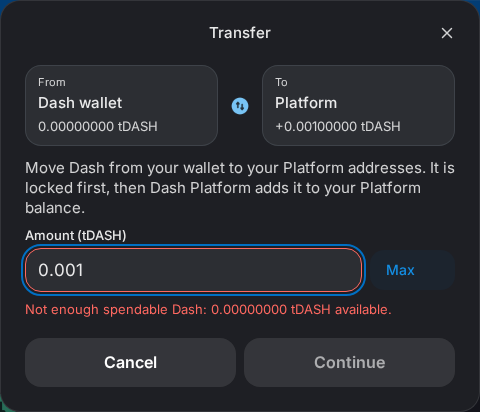 Transfer
From
Dash wallet
0.00000000 tDASH
To
Platform
+0.00100000 tDASH
Move Dash from your wallet to your Platform addresses. It is
locked first, then Dash Platform adds it to your Platform
balance.
Amount (tDASH)
0.001
Max
Not enough spendable Dash: 0.00000000 tDASH available.
Cancel
Continue